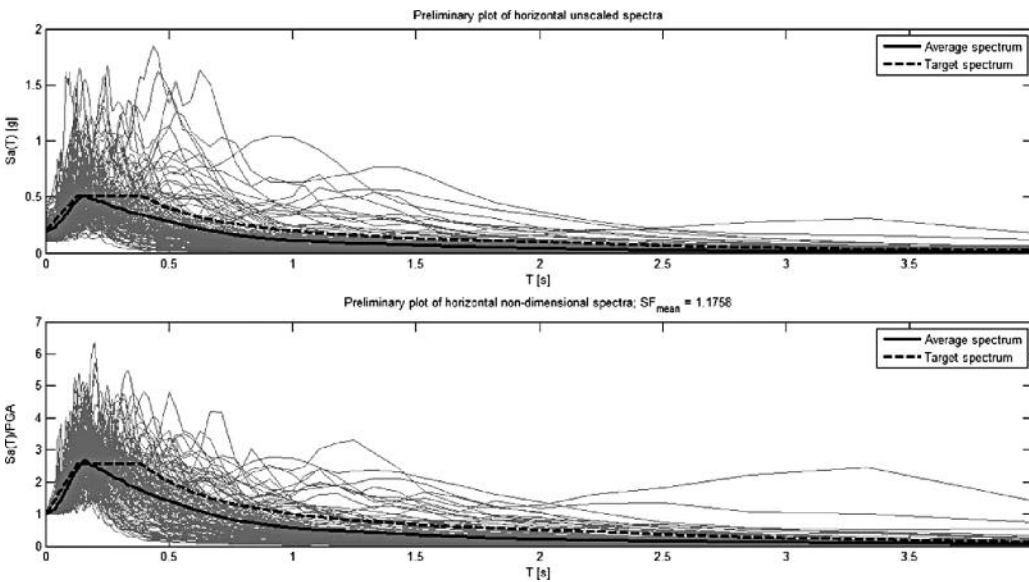 Preliminary plot of horizontal unscaled spectra
2
1.5
1
0.5
0
Sa(T) [g]
Average spectrum
Target spectrum
0 0.5 1 1.5 2 2.5 3 3.5
T [s]
Preliminary plot of horizontal non-dimensional spectra; SFmean = 1.1758
7
6
5
4
3
2
1
0
Sa(T)/PGA
Average spectrum
Target spectrum
0 0.5 1 1.5 2 2.5 3 3.5
T [s]